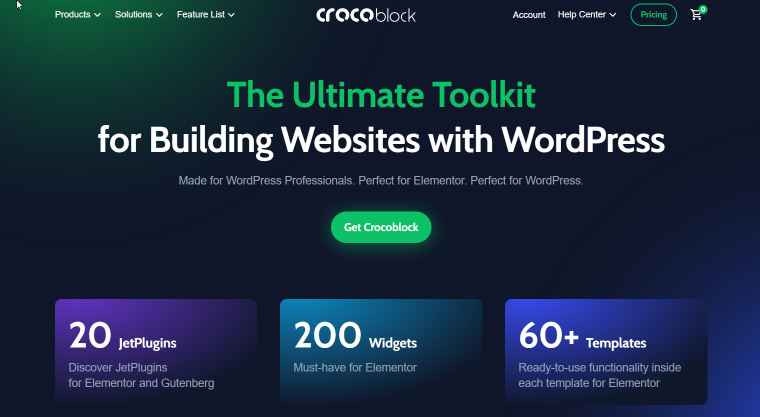 Products Solutions Feature List crocoblock Account Help Center Pricing 0
The Ultimate Toolkit
for Building Websites with WordPress
Made for WordPress Professionals. Perfect for Elementor. Perfect for WordPress.
Get Crocoblock
20 JetPlugins
Discover JetPlugins
for Elementor and Gutenberg
200 Widgets
Must-have for Elementor
60+ Templates
Ready-to-use functionality inside
each template for Elementor